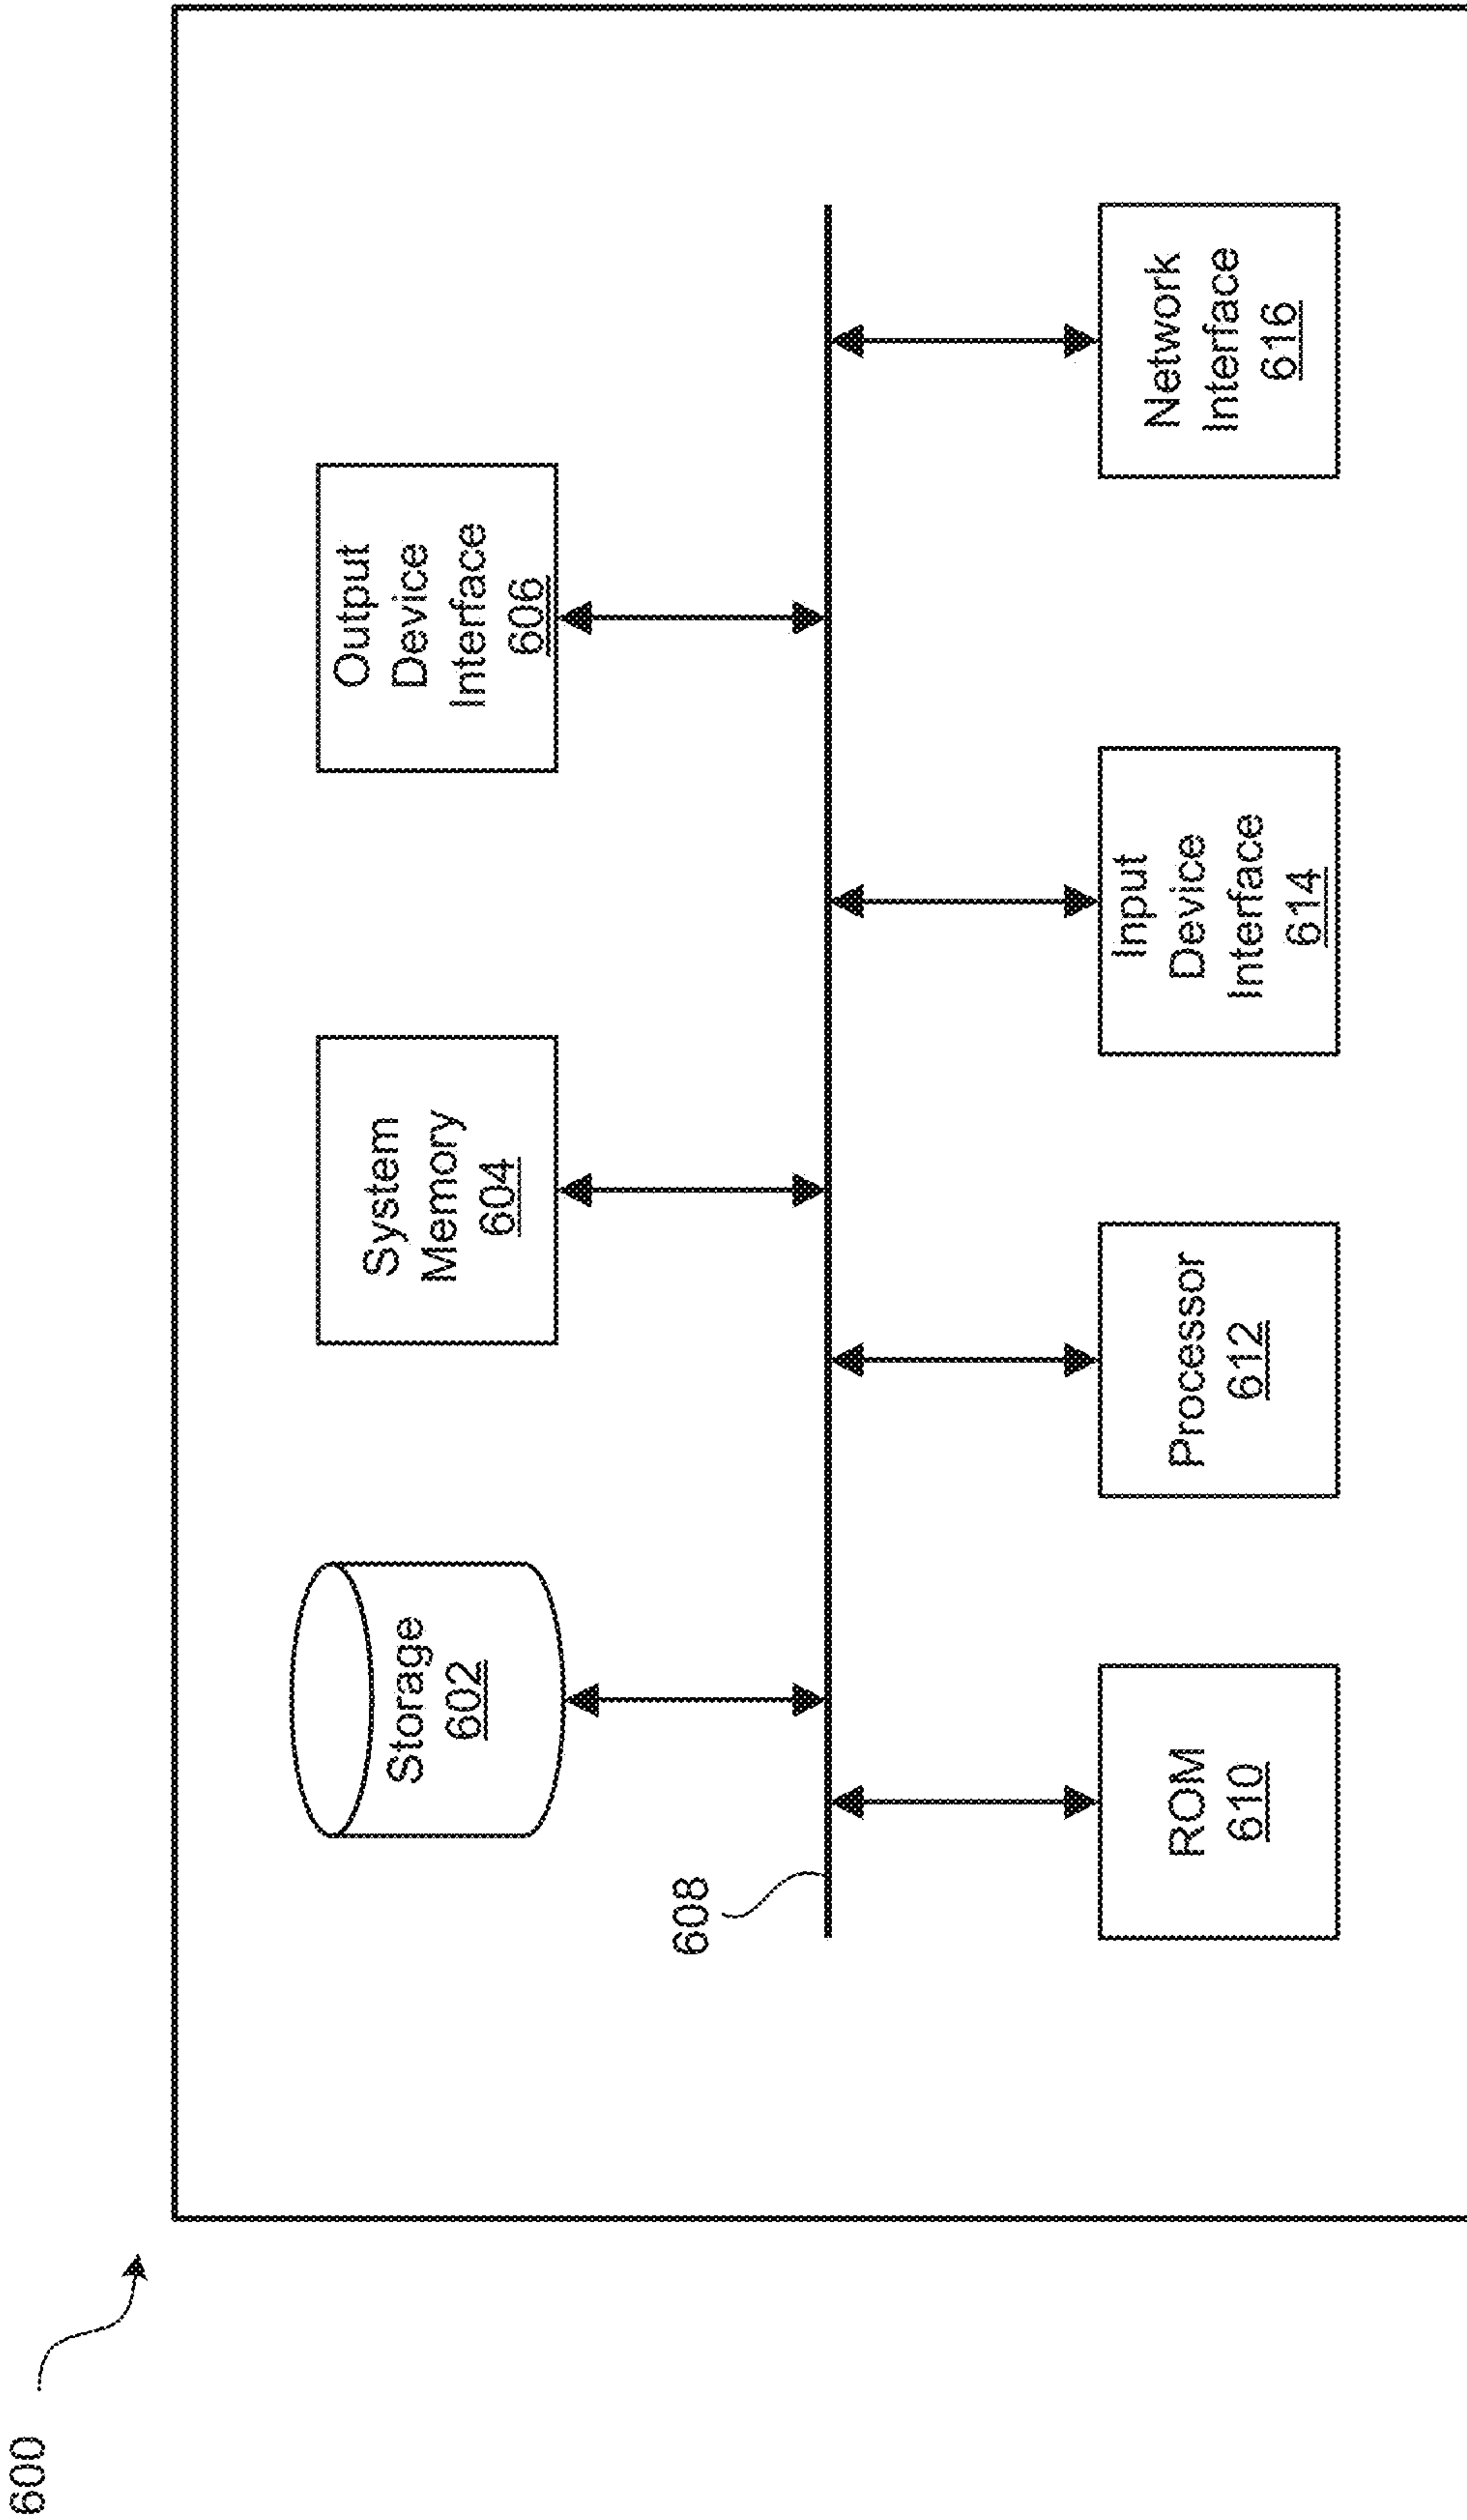 600
Storage
602
System
Memory
604
Output
Device
Interface
606
608
ROM
610
Processor
612
Input
Device
Interface
614
Network
Interface
616